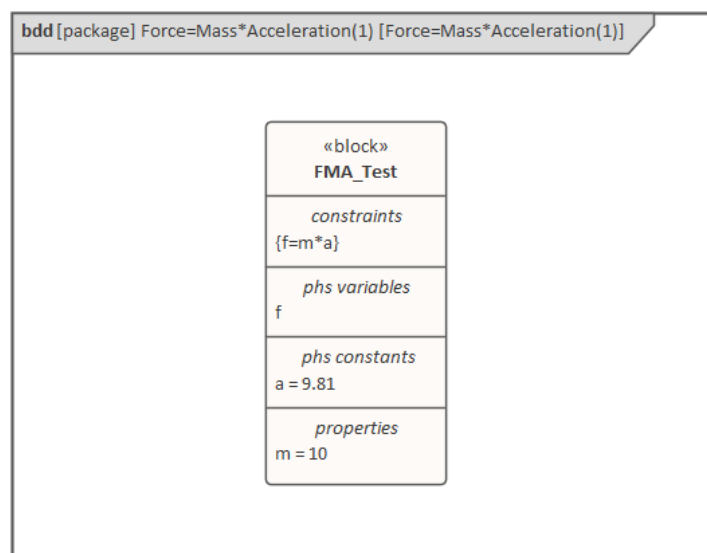 bdd [package] Force=Mass*Acceleration(1) [Force=Mass*Acceleration(1)]
«block»
FMA_Test
constraints
{f=m*a}
phs variables
f
phs constants
a = 9.81
properties
m = 10